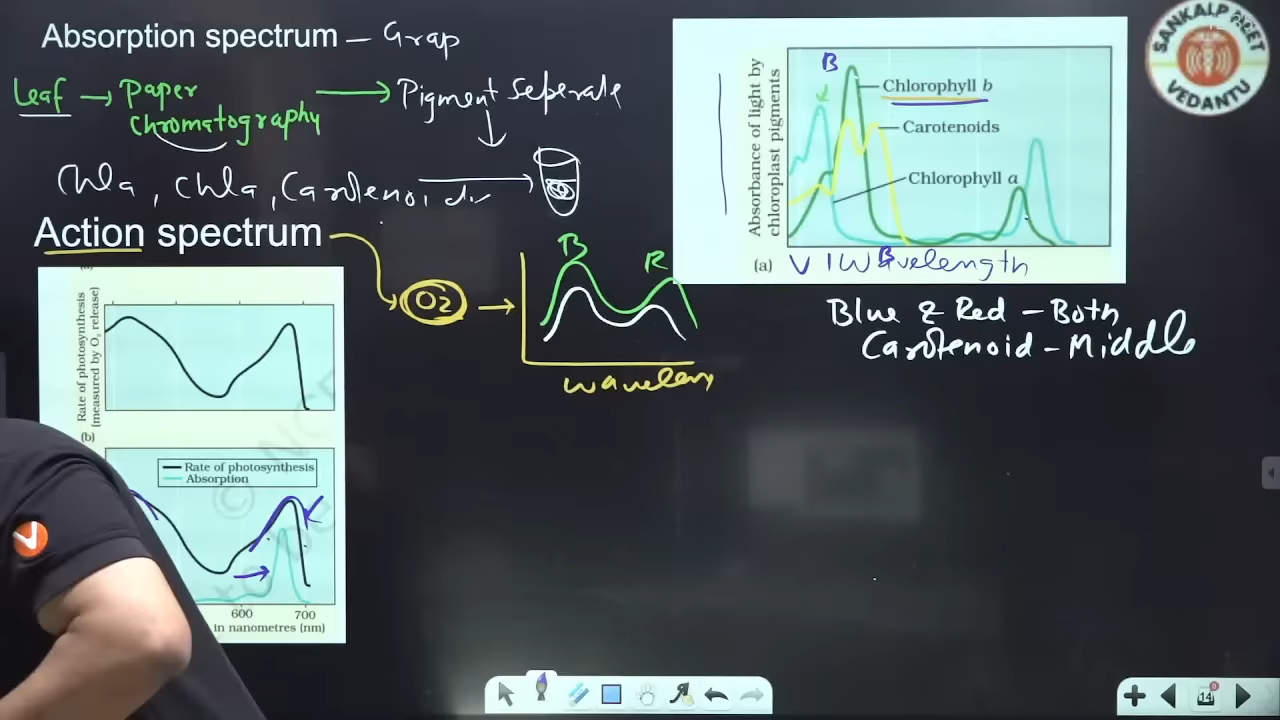 Absorption spectrum – Grap
Leaf → Paper Chromatography → Pigment Seperate
Chla, Chla, Carotenoids
Action spectrum
O2
B R
wavelen
Rate of photosynthesis
(measured by O2 release)
(b)
Rate of photosynthesis
Absorption
600 700
in nanometres (nm)
Absorbance of light by
chloroplast pigments
B
Chlorophyll b
Carotenoids
Chlorophyll a
(a) V I B Wavelength
Blue & Red – Both
Carotenoid – Middle
SANKALP NEET
VEDANTU
14